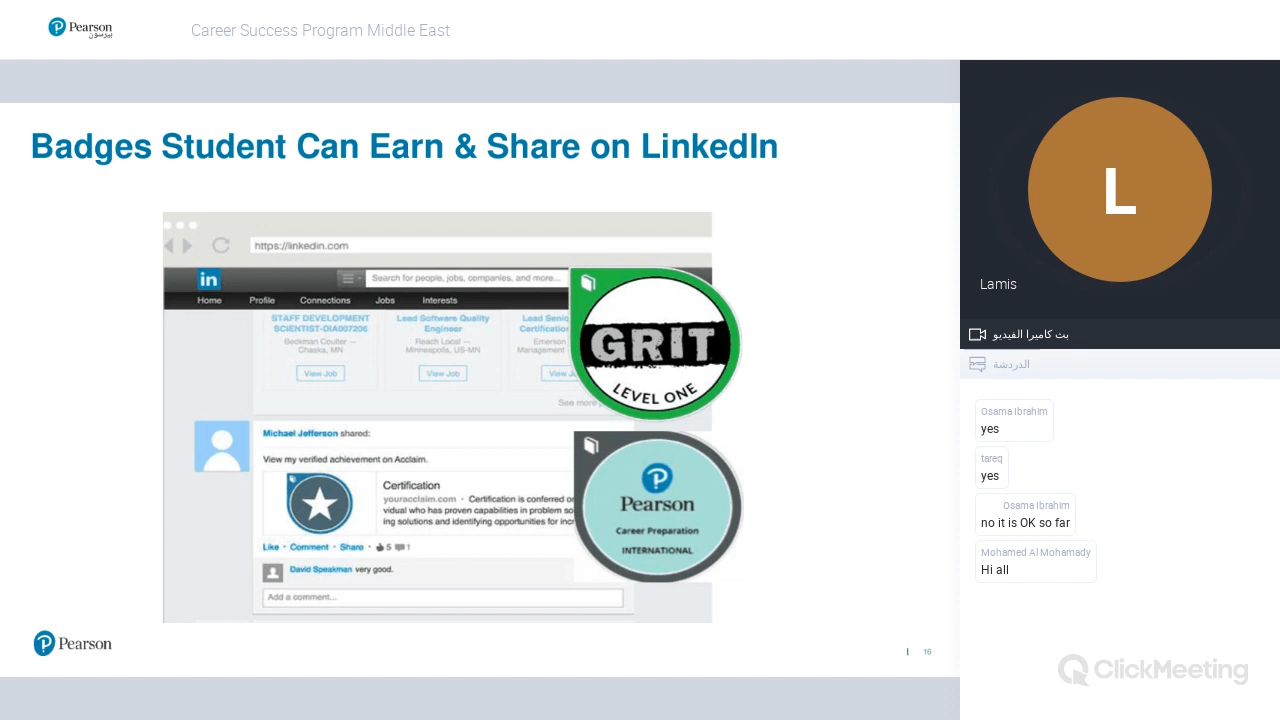 Pearson
بيرسون
Career Success Program Middle East
Badges Student Can Earn & Share on LinkedIn
https://linkedin.com
in
Search for people, jobs, companies, and more...
Home Profile Connections Jobs Interests
STAFF DEVELOPMENT
SCIENTIST-DIA007206
Beckman Coulter —
Chaska, MN
View Job
Lead Software Quality
Engineer
Reach Local —
Minneapolis, US-MN
View Job
Lead Senio
Certification
Emerson
Management
View J
See more j
GRIT
LEVEL ONE
Michael Jefferson shared:
View my verified achievement on Acclaim.
Certification
youracclaim.com • Certification is conferred on
vidual who has proven capabilities in problem so
ing solutions and identifying opportunities for incr
Like • Comment • Share • 5 1
David Speakman very good.
Add a comment...
Pearson
Career Preparation
INTERNATIONAL
Pearson
16
L
Lamis
بث كاميرا الفيديو
الدردشة
Osama Ibrahim
yes
tareq
yes
Osama Ibrahim
no it is OK so far
Mohamed Al Mohamady
Hi all
ClickMeeting